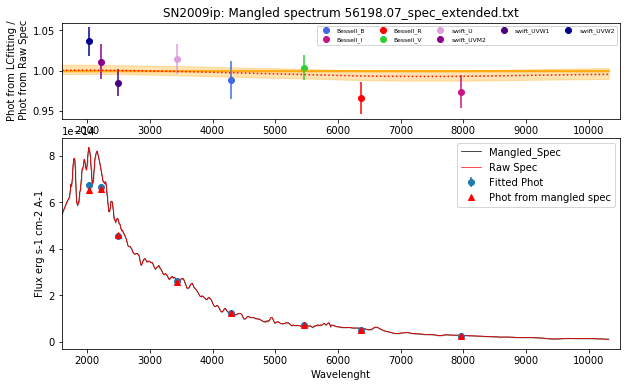 SN2009ip: Mangled spectrum 56198.07_spec_extended.txt
Phot from LCfitting /
Phot from Raw Spec
1.05
1.00
0.95
Bessell_B
Bessell_I
Bessell_R
Bessell_V
swift_U
swift_UVM2
swift_UVW1
swift_UVW2
2000 3000 4000 5000 6000 7000 8000 9000 10000
1e−14
Flux erg s-1 cm-2 A-1
8
6
4
2
0
Mangled_Spec
Raw Spec
Fitted Phot
Phot from mangled spec
2000 3000 4000 5000 6000 7000 8000 9000 10000
Wavelenght